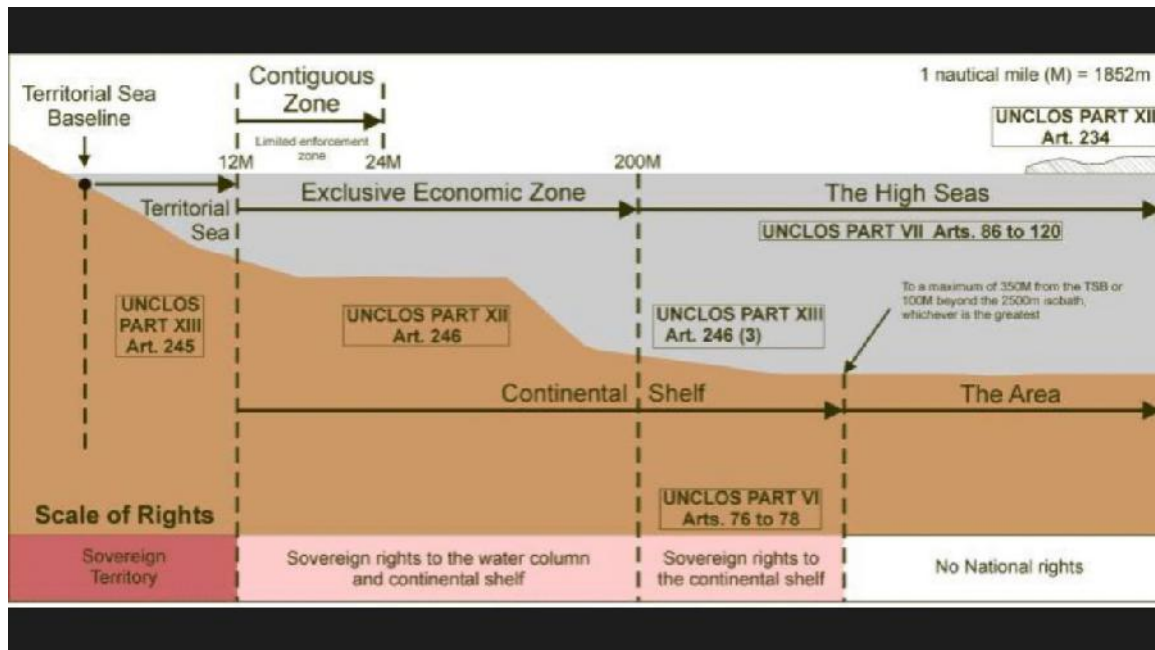 Territorial Sea
Baseline
Contiguous
Zone
Limited enforcement
zone
1 nautical mile (M) = 1852m
UNCLOS PART XII
Art. 234
12M
24M
200M
Territorial
Sea
Exclusive Economic Zone
The High Seas
UNCLOS PART VII Arts. 86 to 120
UNCLOS
PART XIII
Art. 245
UNCLOS PART XII
Art. 246
UNCLOS PART XIII
Art. 246 (3)
To a maximum of 350M from the TSB or
100M beyond the 2500m isobath,
whichever is the greatest
Continental Shelf
The Area
UNCLOS PART VI
Arts. 76 to 78
Scale of Rights
Sovereign
Territory
Sovereign rights to the water column
and continental shelf
Sovereign rights to
the continental shelf
No National rights